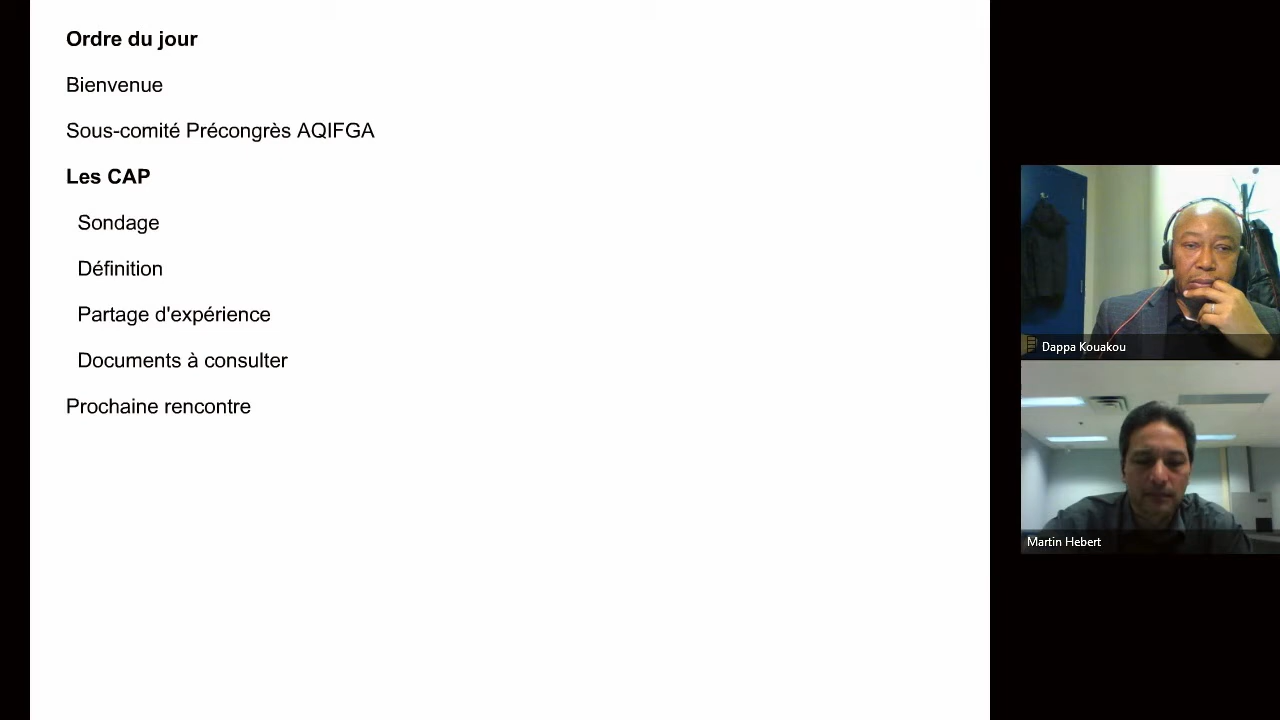 Ordre du jour
Bienvenue
Sous-comité Précongrès AQIFGA
Les CAP
Sondage
Définition
Partage d'expérience
Documents à consulter
Prochaine rencontre
Dappa Kouakou
Martin Hebert